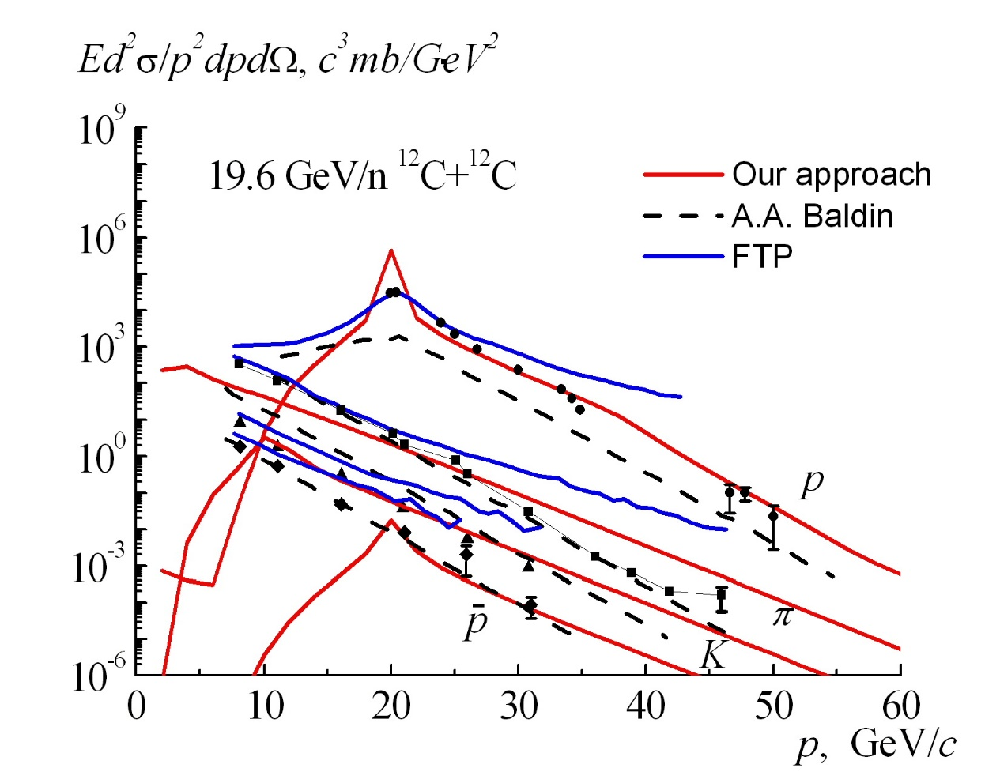 Ed²σ/p²dpdΩ, c³mb/GeV²
10⁹
19.6 GeV/n ¹²C+¹²C
Our approach
A.A. Baldin
FTP
10⁶
10³
10⁰
10⁻³
10⁻⁶
p
π
K
p̄
0 10 20 30 40 50 60
p, GeV/c